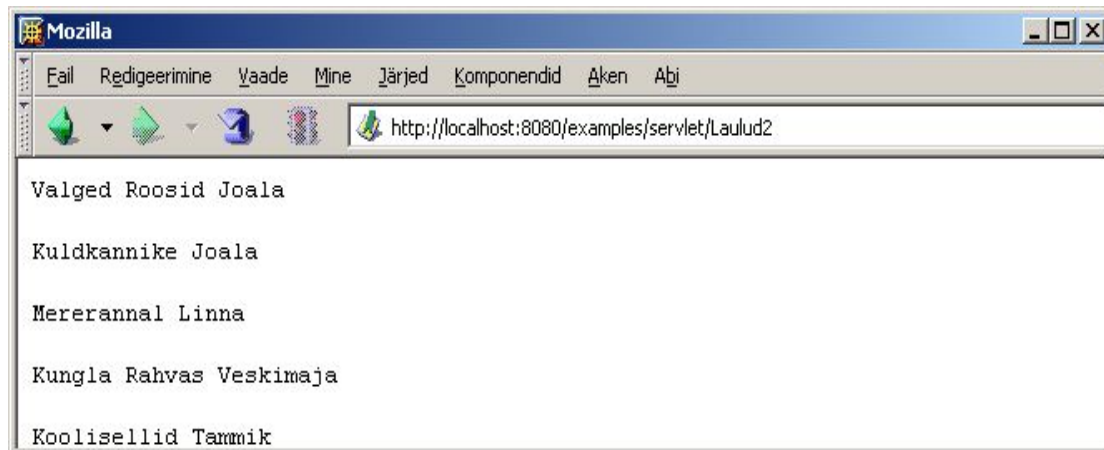 Mozilla
Fail Redigeerimine Vaade Mine Järjed Komponendid Aken Abi
http://localhost:8080/examples/servlet/Laulud2
Valged Roosid Joala
Kuldkannike Joala
Mererannal Linna
Kungla Rahvas Veskimaja
Koolisellid Tammik